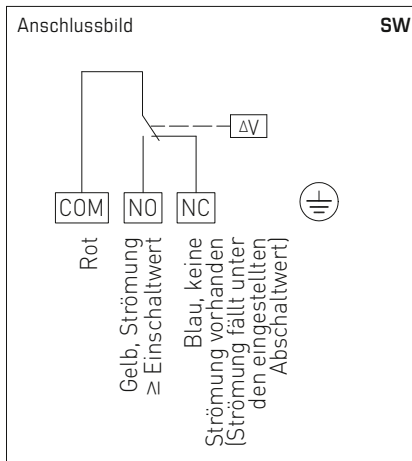 Anschlussbild
SW
ΔV
COM
NO
NC
Rot
Gelb, Strömung
≥ Einschaltwert
Blau, keine
Strömung vorhanden
(Strömung fällt unter
den eingestellten
Abschaltwert)